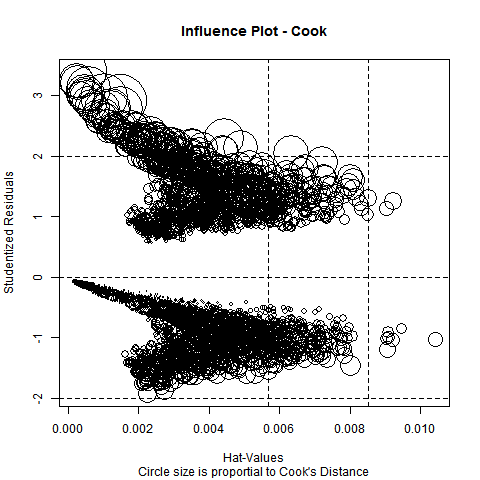 Influence Plot - Cook
Studentized Residuals
3
2
1
0
-1
-2
0.000 0.002 0.004 0.006 0.008 0.010
Hat-Values
Circle size is proportial to Cook's Distance